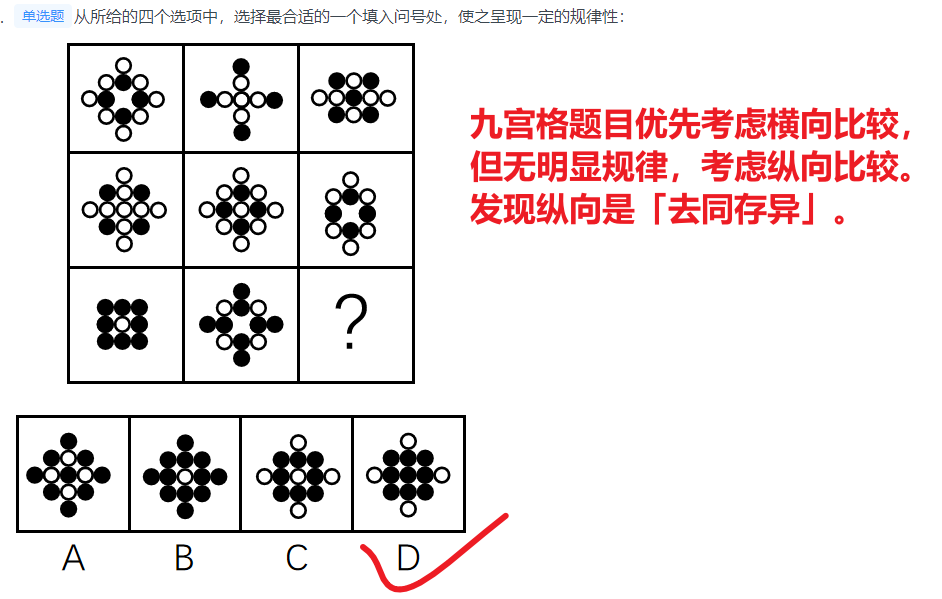 . 单选题 从所给的四个选项中，选择最合适的一个填入问号处，使之呈现一定的规律性：
九宫格题目优先考虑横向比较，
但无明显规律，考虑纵向比较。
发现纵向是「去同存异」。
?
A B C D